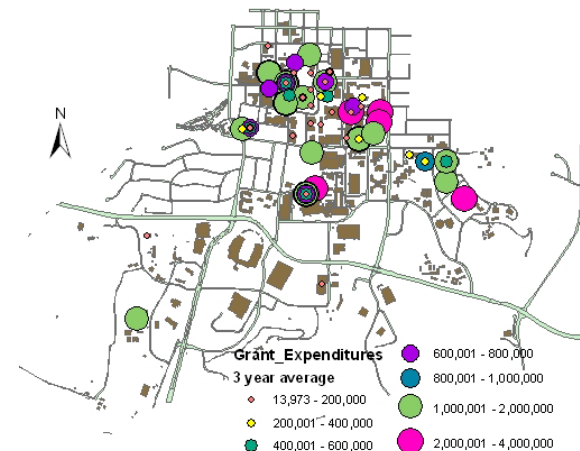 N
Grant_Expenditures
3 year average
13,973 - 200,000
200,001 - 400,000
400,001 - 600,000
600,001 - 800,000
800,001 - 1,000,000
1,000,001 - 2,000,000
2,000,001 - 4,000,000